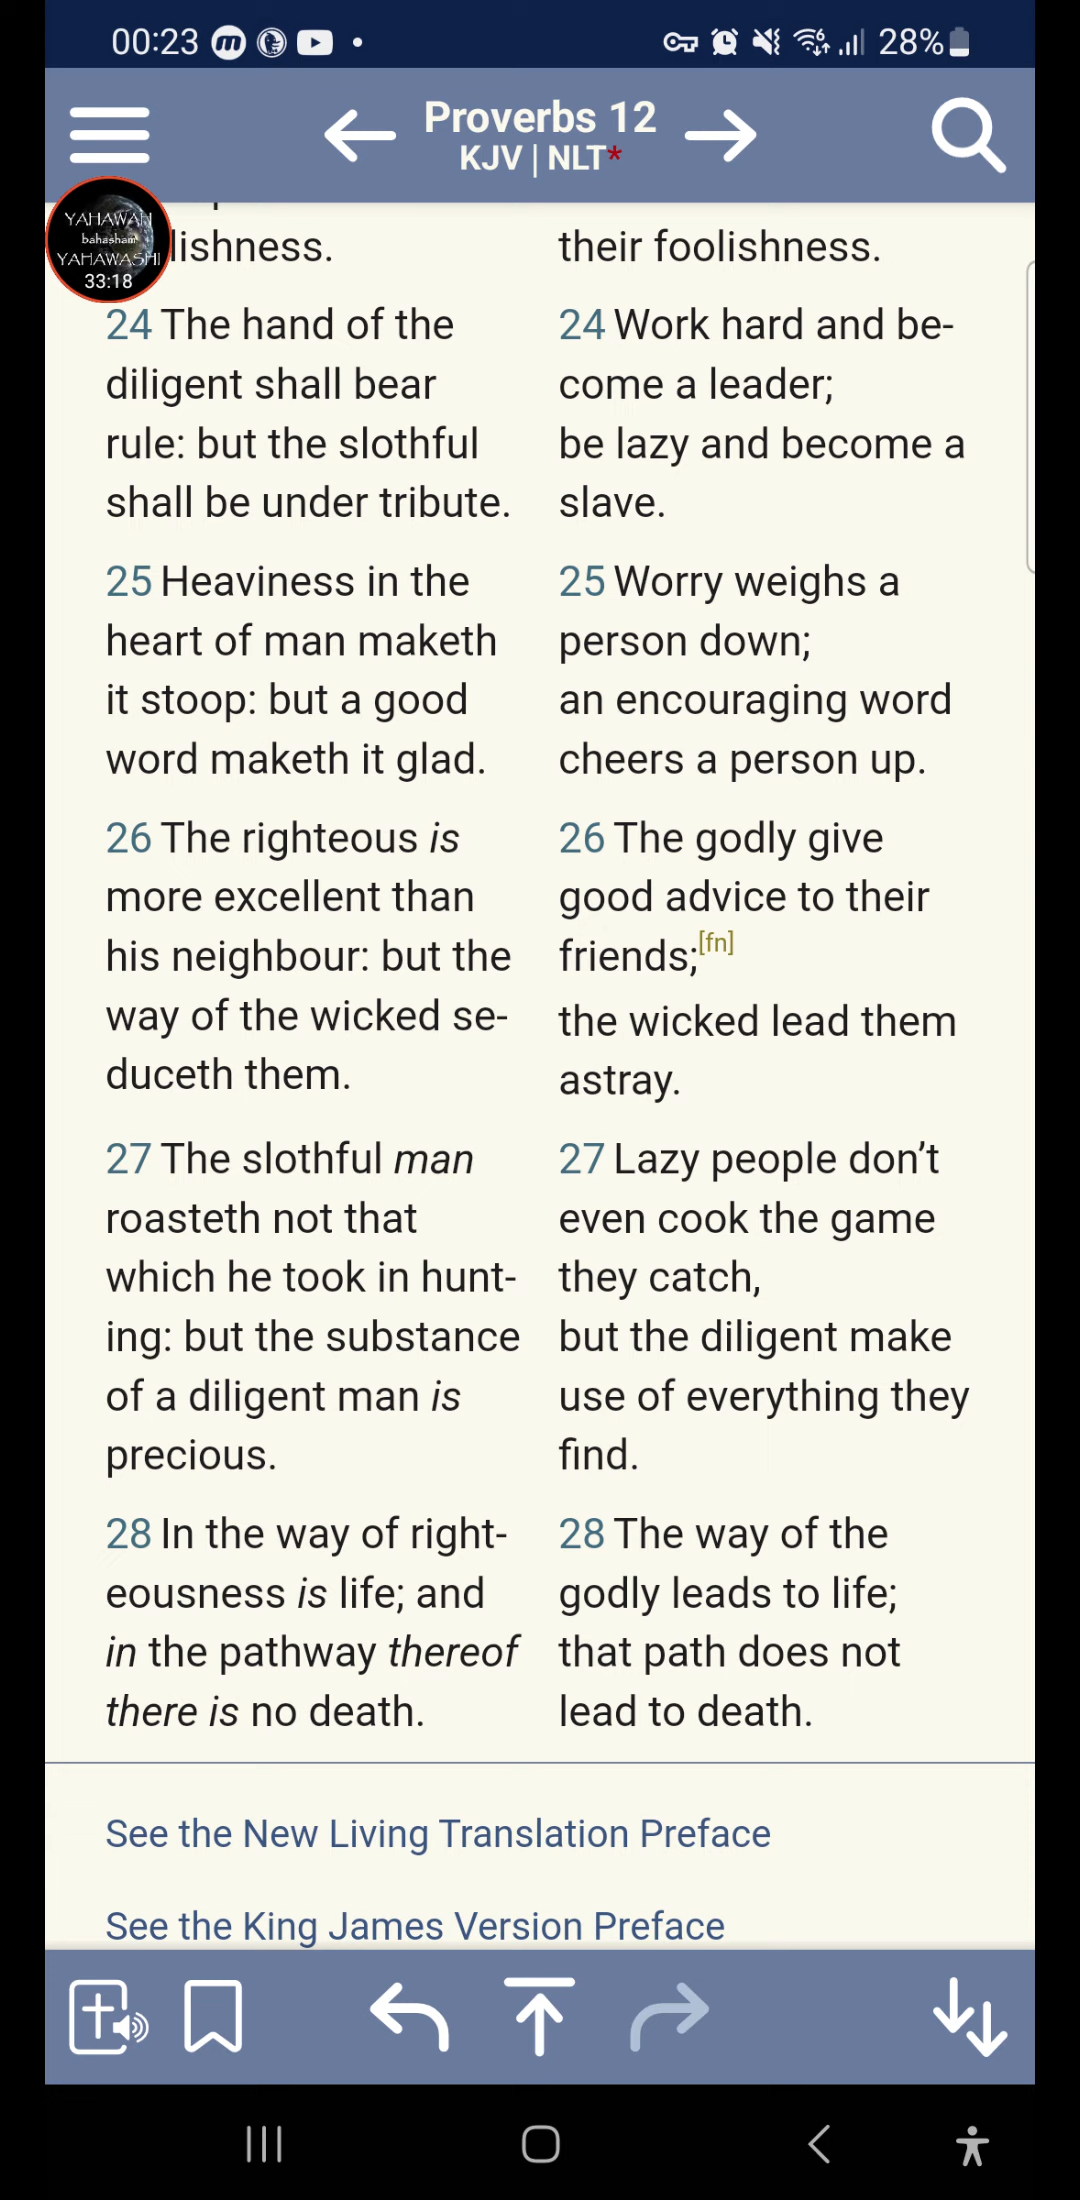 00:23
28%
Proverbs 12
KJV | NLT*
YAHAWAH
bahasham
YAHAWASHI
33:18
lishness.
24 The hand of the
diligent shall bear
rule: but the slothful
shall be under tribute.
25 Heaviness in the
heart of man maketh
it stoop: but a good
word maketh it glad.
26 The righteous is
more excellent than
his neighbour: but the
way of the wicked se-
duceth them.
27 The slothful man
roasteth not that
which he took in hunt-
ing: but the substance
of a diligent man is
precious.
28 In the way of right-
eousness is life; and
in the pathway thereof
there is no death.
their foolishness.
24 Work hard and be-
come a leader;
be lazy and become a
slave.
25 Worry weighs a
person down;
an encouraging word
cheers a person up.
26 The godly give
good advice to their
friends;[fn]
the wicked lead them
astray.
27 Lazy people don’t
even cook the game
they catch,
but the diligent make
use of everything they
find.
28 The way of the
godly leads to life;
that path does not
lead to death.
See the New Living Translation Preface
See the King James Version Preface